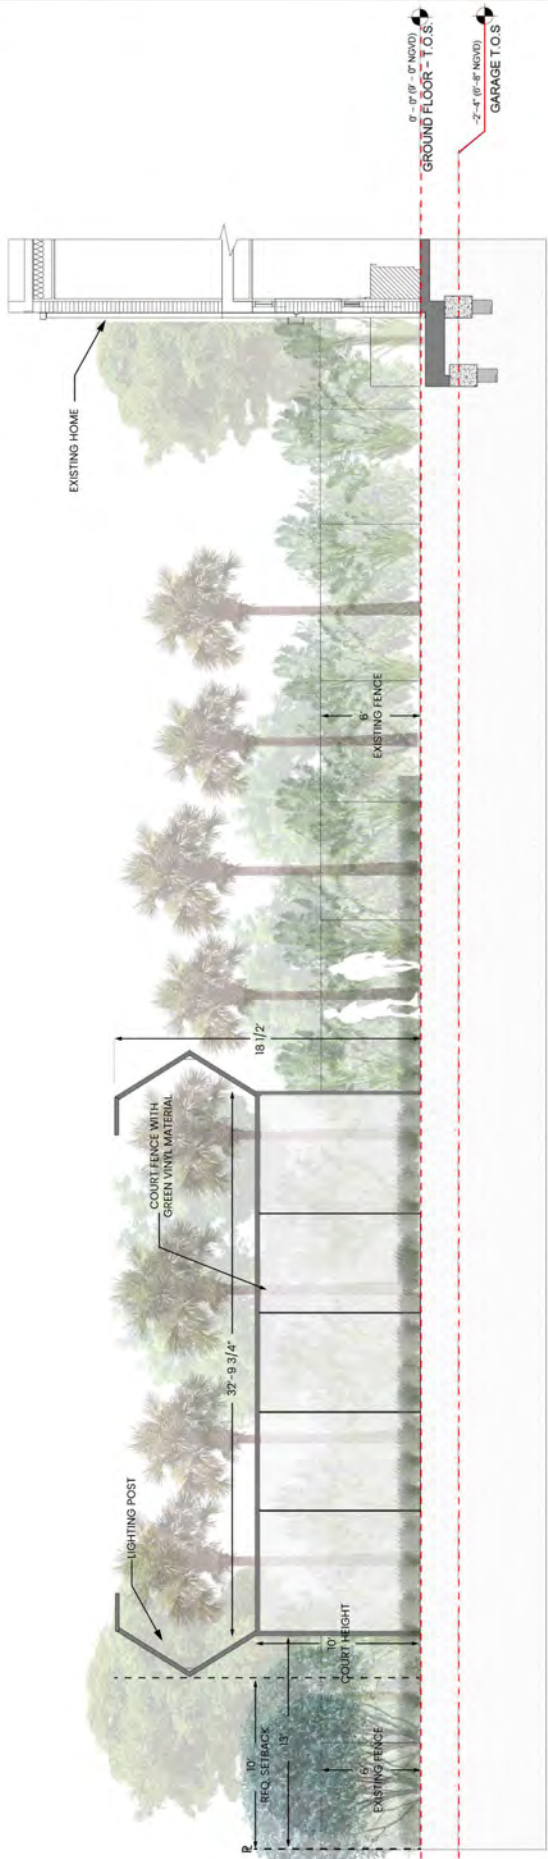 PL
10'
REQ. SETBACK
13'
6'
EXISTING FENCE
LIGHTING POST
10'
COURT HEIGHT
32'-9 3/4"
COURT FENCE WITH
GREEN VINYL MATERIAL
18 1/2'
6'
EXISTING FENCE
EXISTING HOME
0' - 0" (9' - 0" NGVD)
GROUND FLOOR - T.O.S.
-2'-4" (6'-8" NGVD)
GARAGE T.O.S